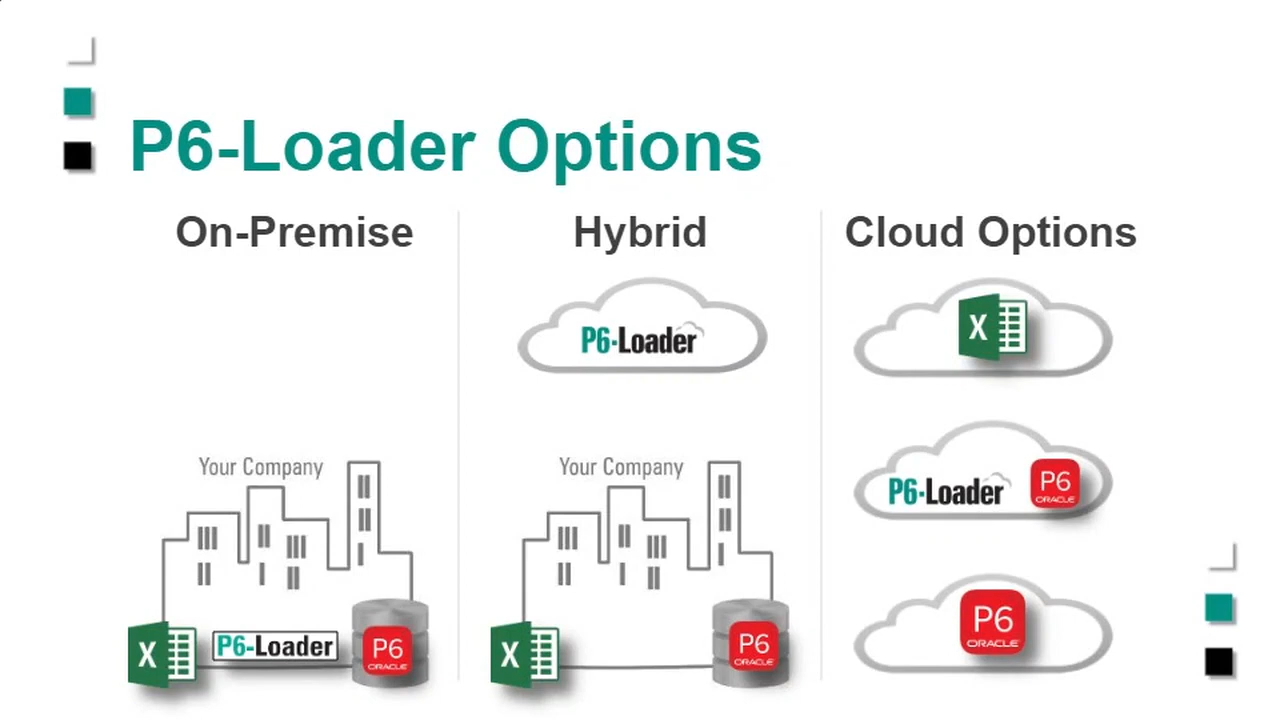 P6-Loader Options
On-Premise
Your Company
X
P6-Loader
P6
ORACLE
Hybrid
P6-Loader
Your Company
X
P6
ORACLE
Cloud Options
X
P6-Loader
P6
ORACLE
P6
ORACLE